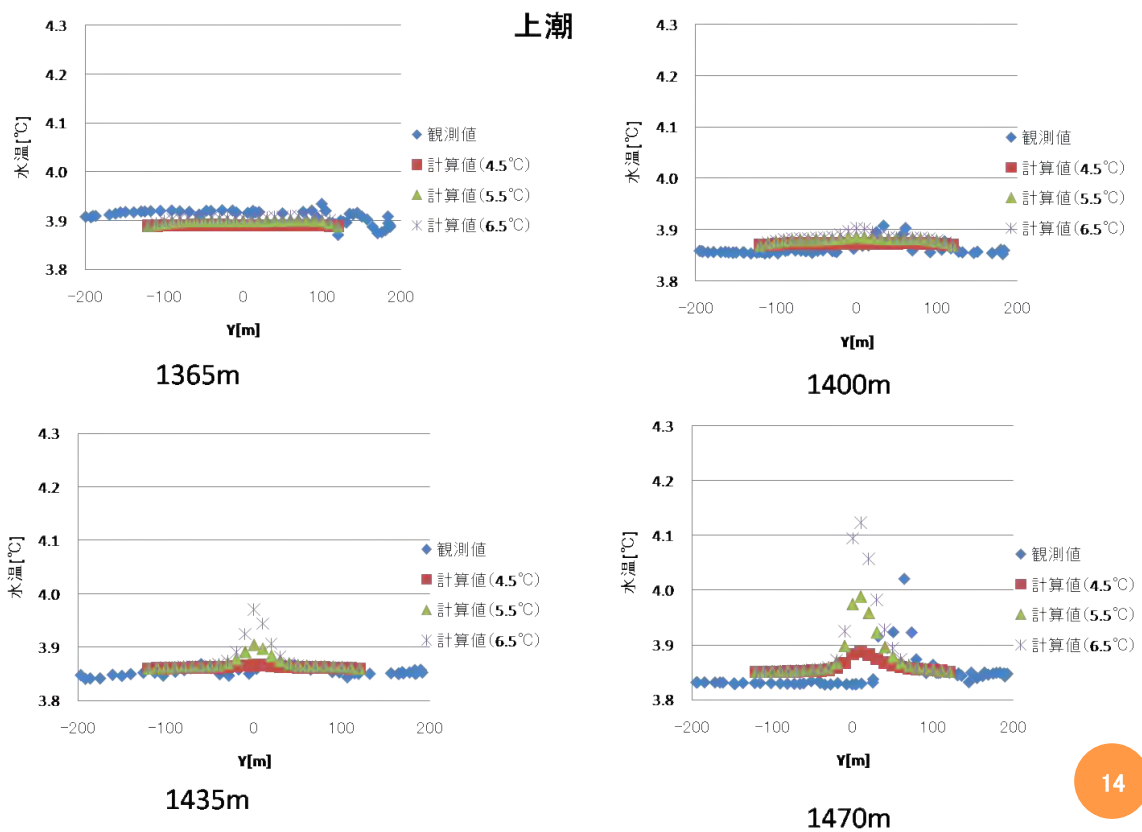 上潮
4.3
4.2
4.1
4.0
3.9
3.8
水温[℃]
-200 -100 0 100 200
Y[m]
観測値
計算値(4.5℃)
計算値(5.5℃)
計算値(6.5℃)
1365m
4.3
4.2
4.1
4.0
3.9
3.8
水温[℃]
-200 -100 0 100 200
Y[m]
観測値
計算値(4.5℃)
計算値(5.5℃)
計算値(6.5℃)
1400m
4.3
4.2
4.1
4.0
3.9
3.8
水温[℃]
-200 -100 0 100 200
Y[m]
観測値
計算値(4.5℃)
計算値(5.5℃)
計算値(6.5℃)
1435m
4.3
4.2
4.1
4.0
3.9
3.8
水温[℃]
-200 -100 0 100 200
Y[m]
観測値
計算値(4.5℃)
計算値(5.5℃)
計算値(6.5℃)
1470m
14